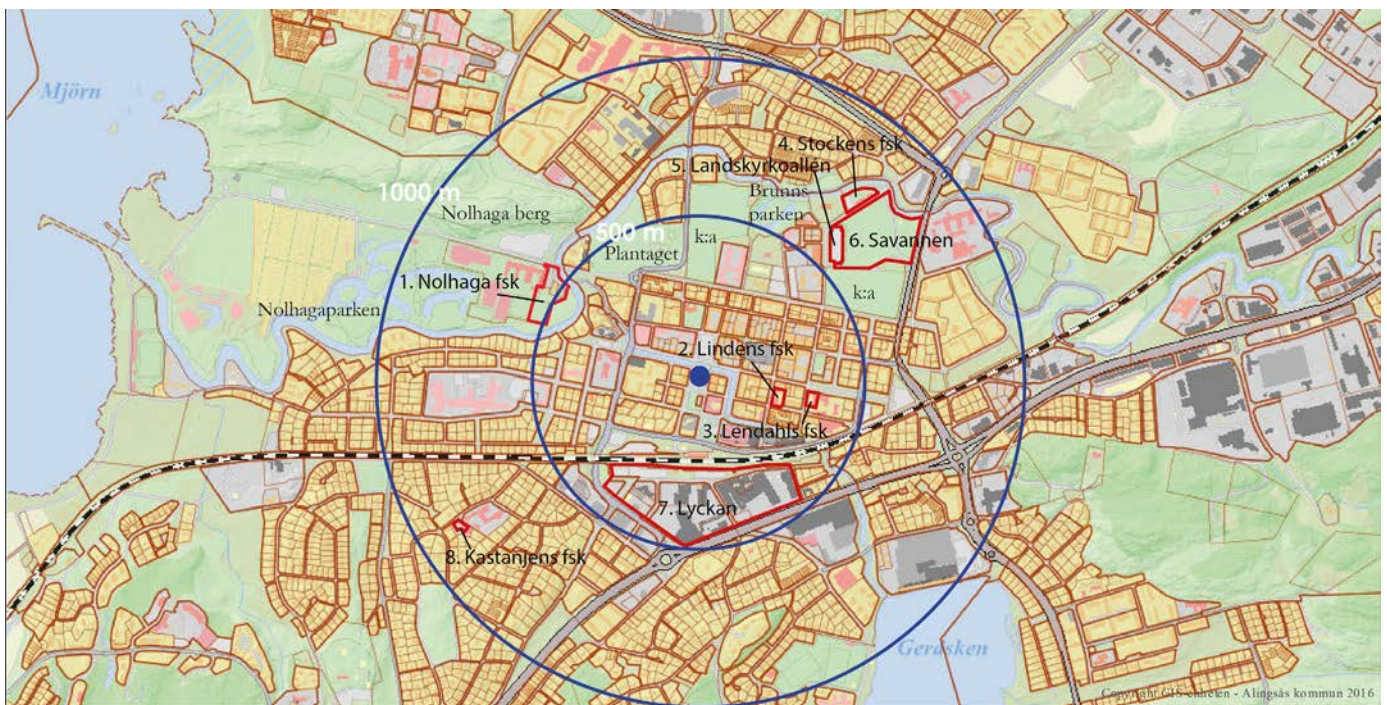 Mjörn
4. Stockens fsk
5. Landskyrkoallén
1000 m
Brunns
parken
Nolhaga berg
500 m
k:a
6. Savannen
Plantaget
1. Nolhaga fsk
k:a
Nolhagaparken
2. Lindens fsk
3. Lendahls fsk
7. Lyckan
8. Kastanjens fsk
Gerdsken
Copyright GIS-enheten - Alingsås kommun 2016